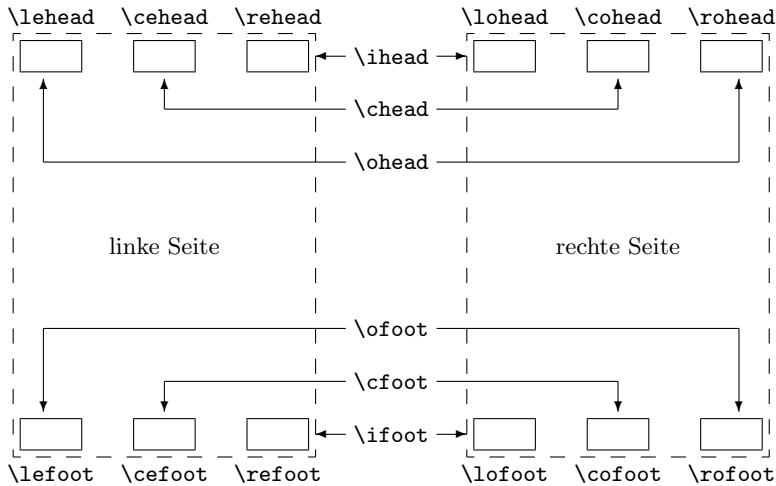 \lehead \cehead \rehead \lohead \cohead \rohead
\ihead
\chead
\ohead
linke Seite rechte Seite
\ofoot
\cfoot
\ifoot
\lefoot \cefoot \refoot \lofoot \cofoot \rofoot